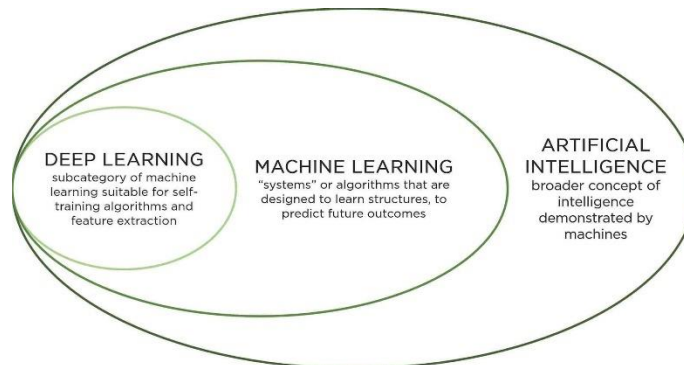 DEEP LEARNING
subcategory of machine
learning suitable for self-
training algorithms and
feature extraction
MACHINE LEARNING
“systems” or algorithms that are
designed to learn structures, to
predict future outcomes
ARTIFICIAL
INTELLIGENCE
broader concept of
intelligence
demonstrated by
machines